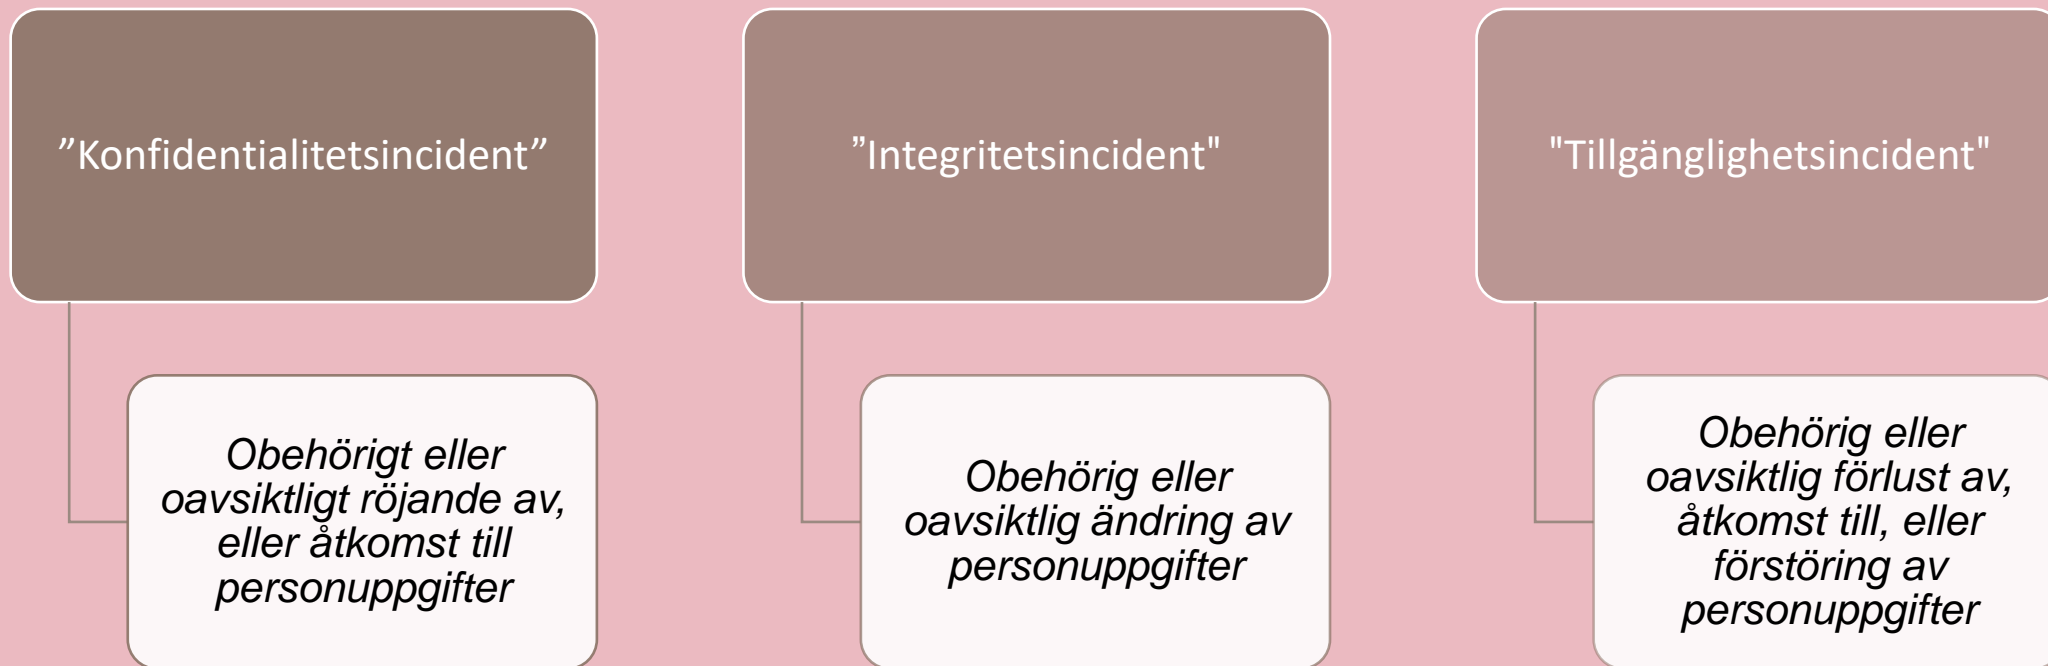 ”Konfidentialitetsincident”
Obehörigt eller
oavsiktligt röjande av,
eller åtkomst till
personuppgifter
”Integritetsincident"
Obehörig eller
oavsiktlig ändring av
personuppgifter
"Tillgänglighetsincident"
Obehörig eller
oavsiktlig förlust av,
åtkomst till, eller
förstöring av
personuppgifter